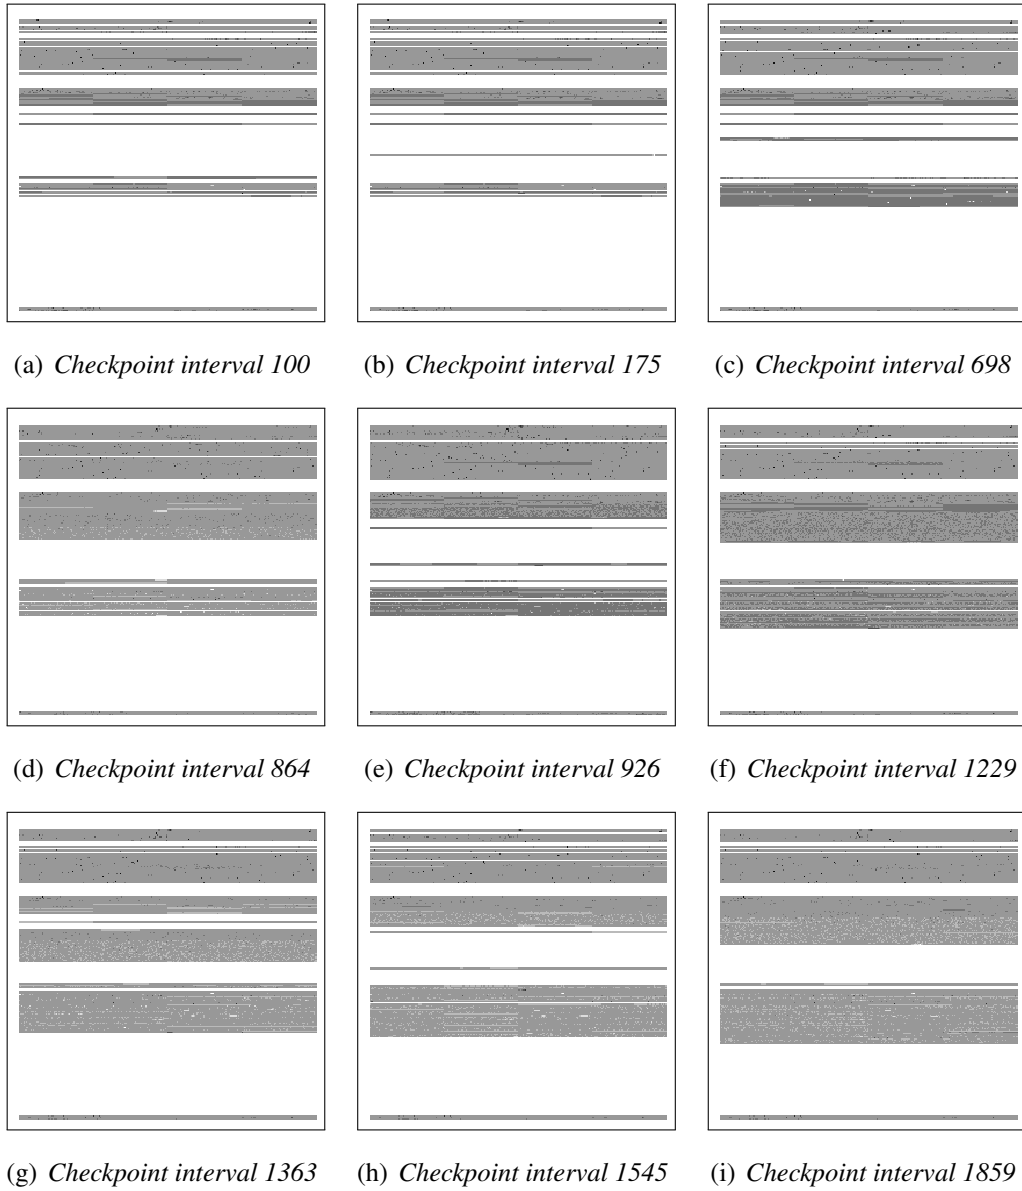 (a) Checkpoint interval 100
(b) Checkpoint interval 175
(c) Checkpoint interval 698
(d) Checkpoint interval 864
(e) Checkpoint interval 926
(f) Checkpoint interval 1229
(g) Checkpoint interval 1363
(h) Checkpoint interval 1545
(i) Checkpoint interval 1859